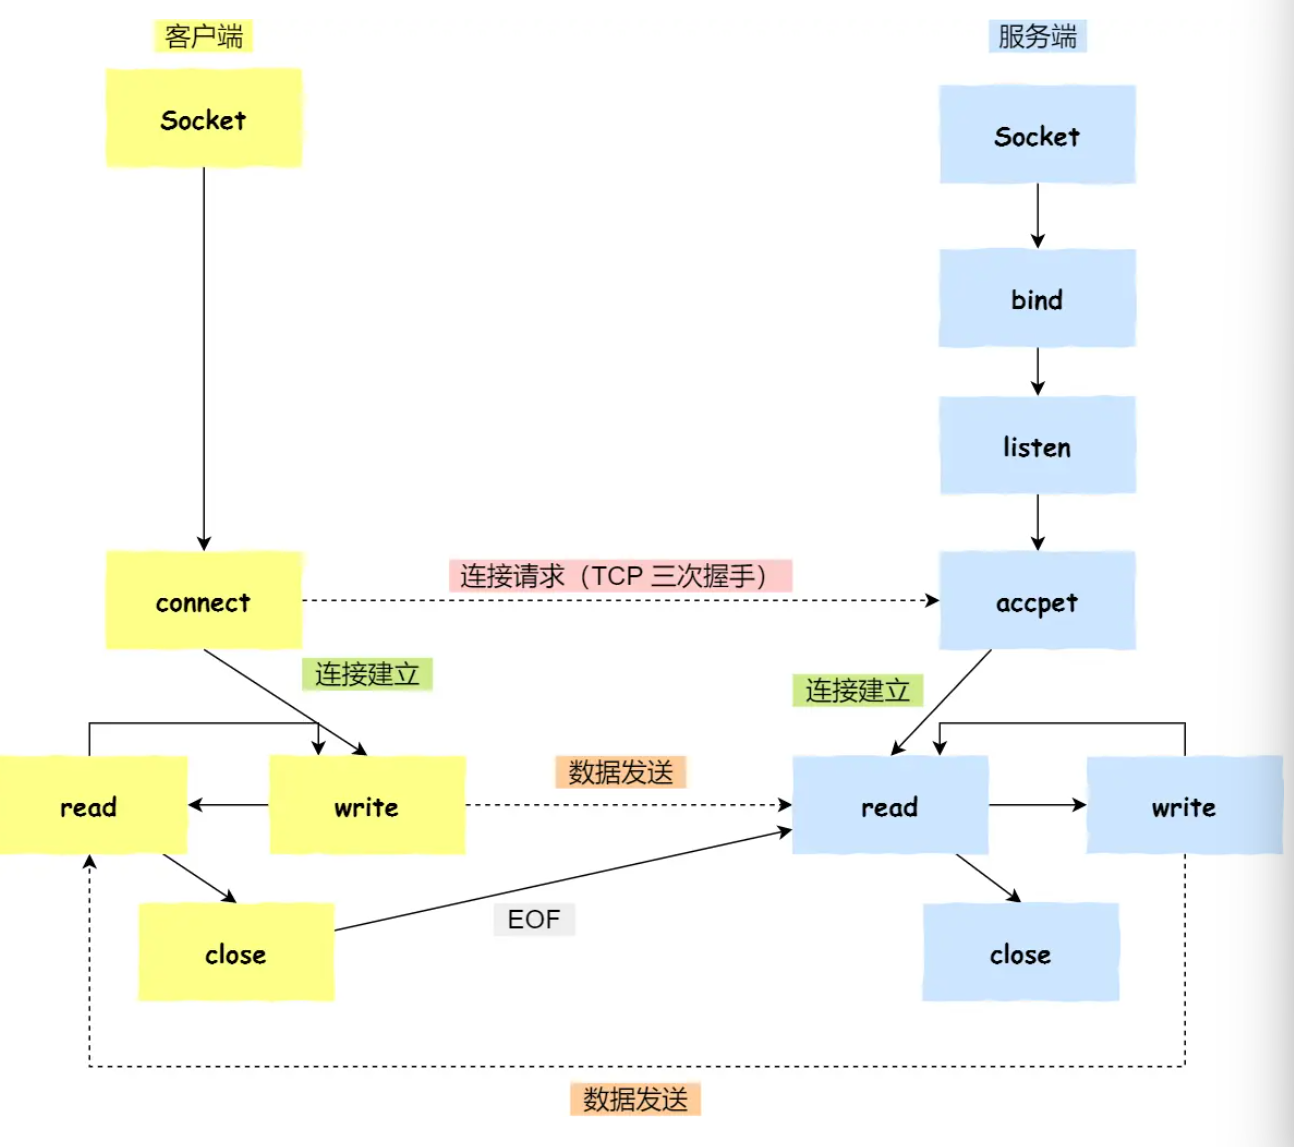 客户端
服务端
Socket
Socket
bind
listen
连接请求（TCP 三次握手）
connect
accpet
连接建立
连接建立
数据发送
read
write
read
write
EOF
close
close
数据发送